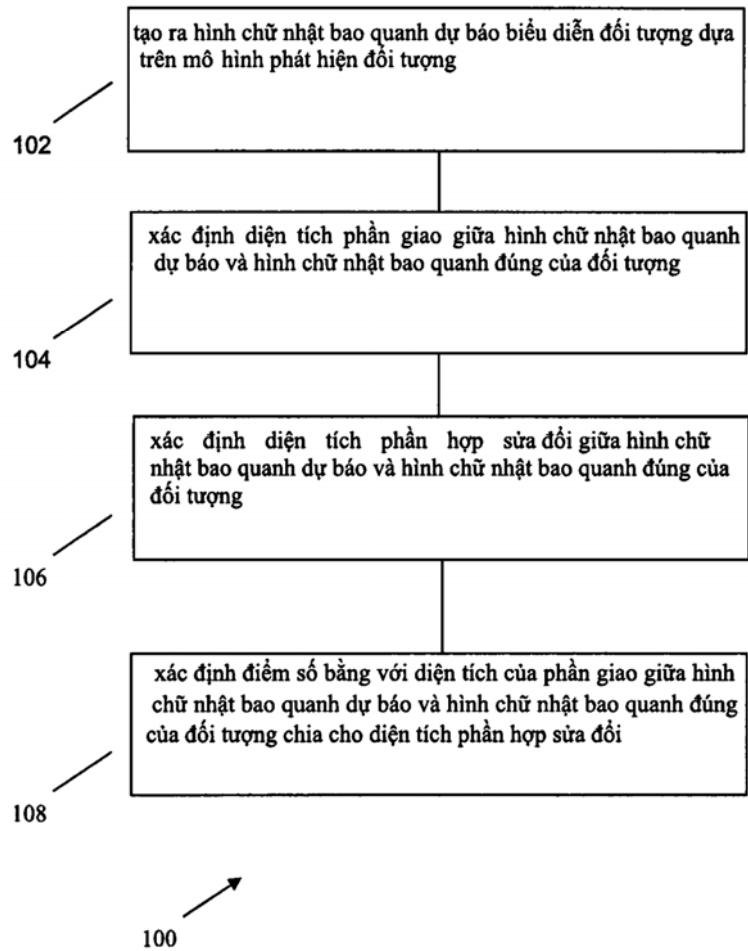 tạo ra hình chữ nhật bao quanh dự báo biểu diễn đối tượng dựa
trên mô hình phát hiện đối tượng
102
xác định diện tích phần giao giữa hình chữ nhật bao quanh
dự báo và hình chữ nhật bao quanh đúng của đối tượng
104
xác định diện tích phần hợp sửa đổi giữa hình chữ
nhật bao quanh dự báo và hình chữ nhật bao quanh đúng của
đối tượng
106
xác định điểm số bằng với diện tích của phần giao giữa hình
chữ nhật bao quanh dự báo và hình chữ nhật bao quanh đúng
của đối tượng chia cho diện tích phần hợp sửa đổi
108
100